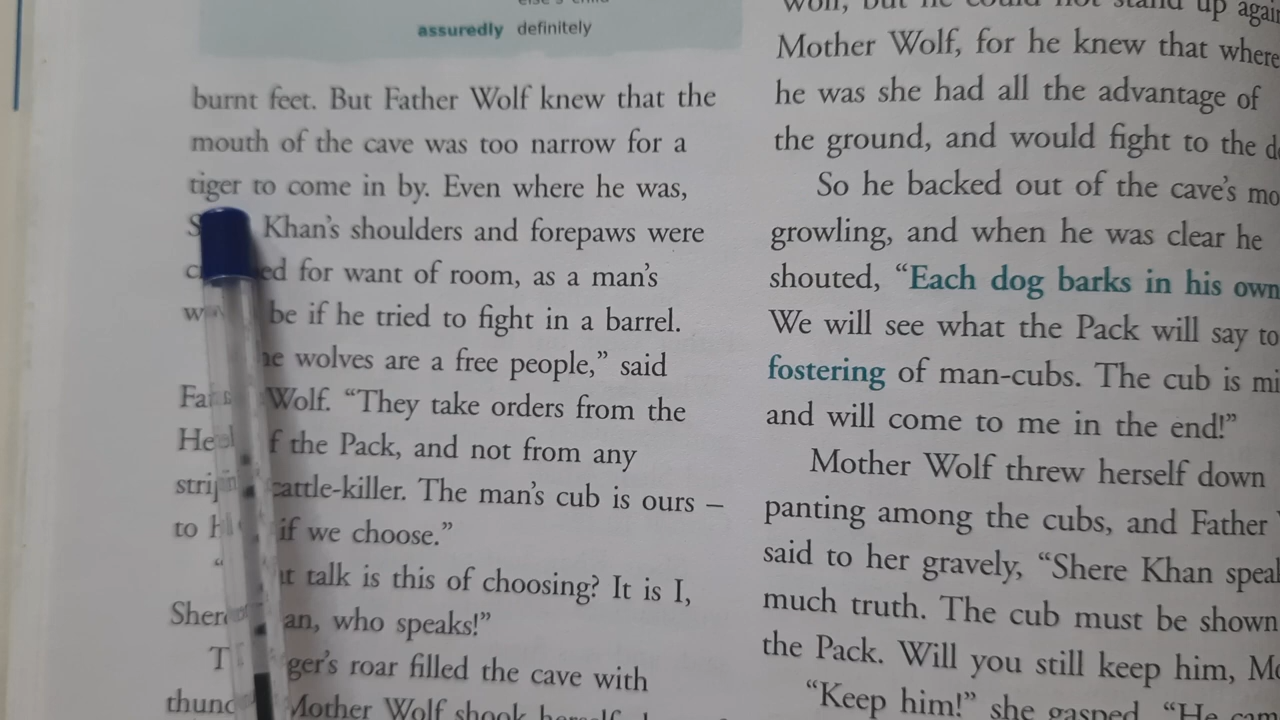 assuredly definitely
burnt feet. But Father Wolf knew that the
mouth of the cave was too narrow for a
tiger to come in by. Even where he was,
Khan's shoulders and forepaws were
for want of room, as a man's
be if he tried to fight in a barrel.
wolves are a free people,” said
Wolf. “They take orders from the
the Pack, and not from any
cattle-killer. The man's cub is ours –
to if we choose.”
talk is this of choosing? It is I,
who speaks!”
roar filled the cave with
Mother Wolf shook
wolf, but he could not stand up
Mother Wolf, for he knew that where
he was she had all the advantage of
the ground, and would fight to the
So he backed out of the cave's
growling, and when he was clear he
shouted, “Each dog barks in his own
We will see what the Pack will say to
fostering of man-cubs. The cub is
and will come to me in the end!”
Mother Wolf threw herself down
panting among the cubs, and Father
said to her gravely, “Shere Khan
much truth. The cub must be shown
the Pack. Will you still keep him,
“Keep him!” she gasped. “He